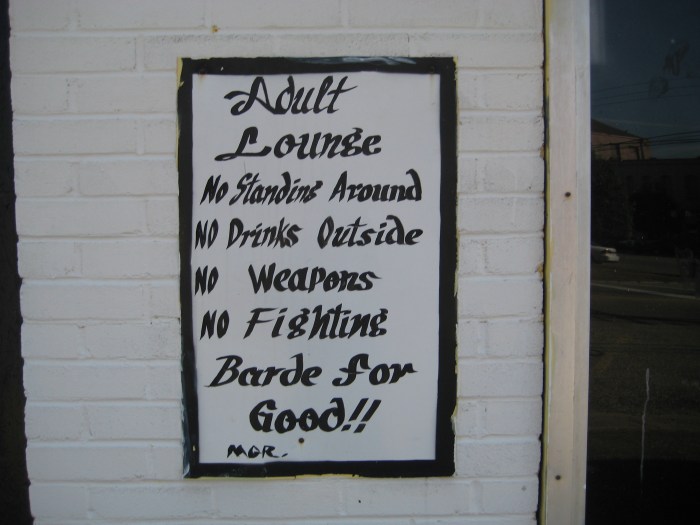 Adult
Lounge
No Standing Around
NO Drinks Outside
NO Weapons
NO Fighting
Barde for
Good!!
MGR.